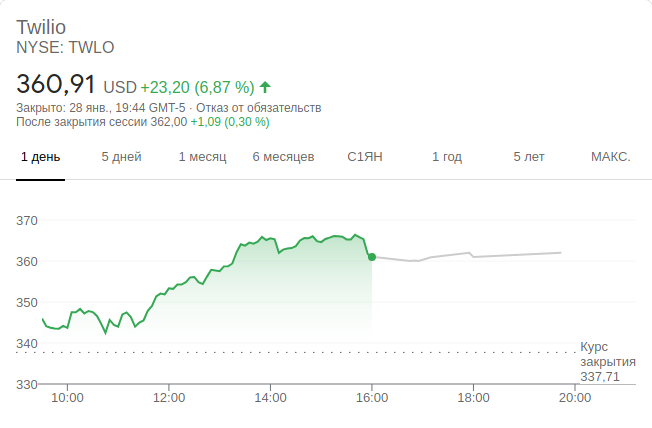 Twilio
NYSE: TWLO
360,91 USD +23,20 (6,87 %)
Закрыто: 28 янв., 19:44 GMT-5 · Отказ от обязательств
После закрытия сессии 362,00 +1,09 (0,30 %)
1 день 5 дней 1 месяц 6 месяцев С1ЯН 1 год 5 лет МАКС.
370
360
350
340
330
Курс
закрытия
337,71
10:00 12:00 14:00 16:00 18:00 20:00